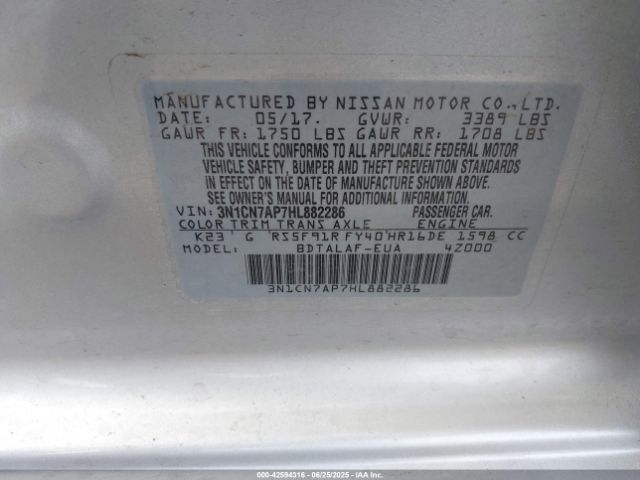 MANUFACTURED BY NISSAN MOTOR CO.,LTD.
DATE: 05/17. GVWR: 3389 LBS
GAWR FR: 1750 LBS GAWR RR: 1708 LBS
THIS VEHICLE CONFORMS TO ALL APPLICABLE FEDERAL MOTOR
VEHICLE SAFETY, BUMPER AND THEFT PREVENTION STANDARDS
IN EFFECT ON THE DATE OF MANUFACTURE SHOWN ABOVE.
SEE OWNER'S MANUAL FOR ADDITIONAL INFORMATION.
VIN: 3N1CN7AP7HL882286 PASSENGER CAR.
COLOR TRIM TRANS AXLE ENGINE
K23 G RS5F91R FY40 HR16DE 1598 CC
MODEL: BDTALAF-EUA 4Z000
3N1CN7AP7HL882286
000-42594316 | 06/25/2025 | IAAI.COM